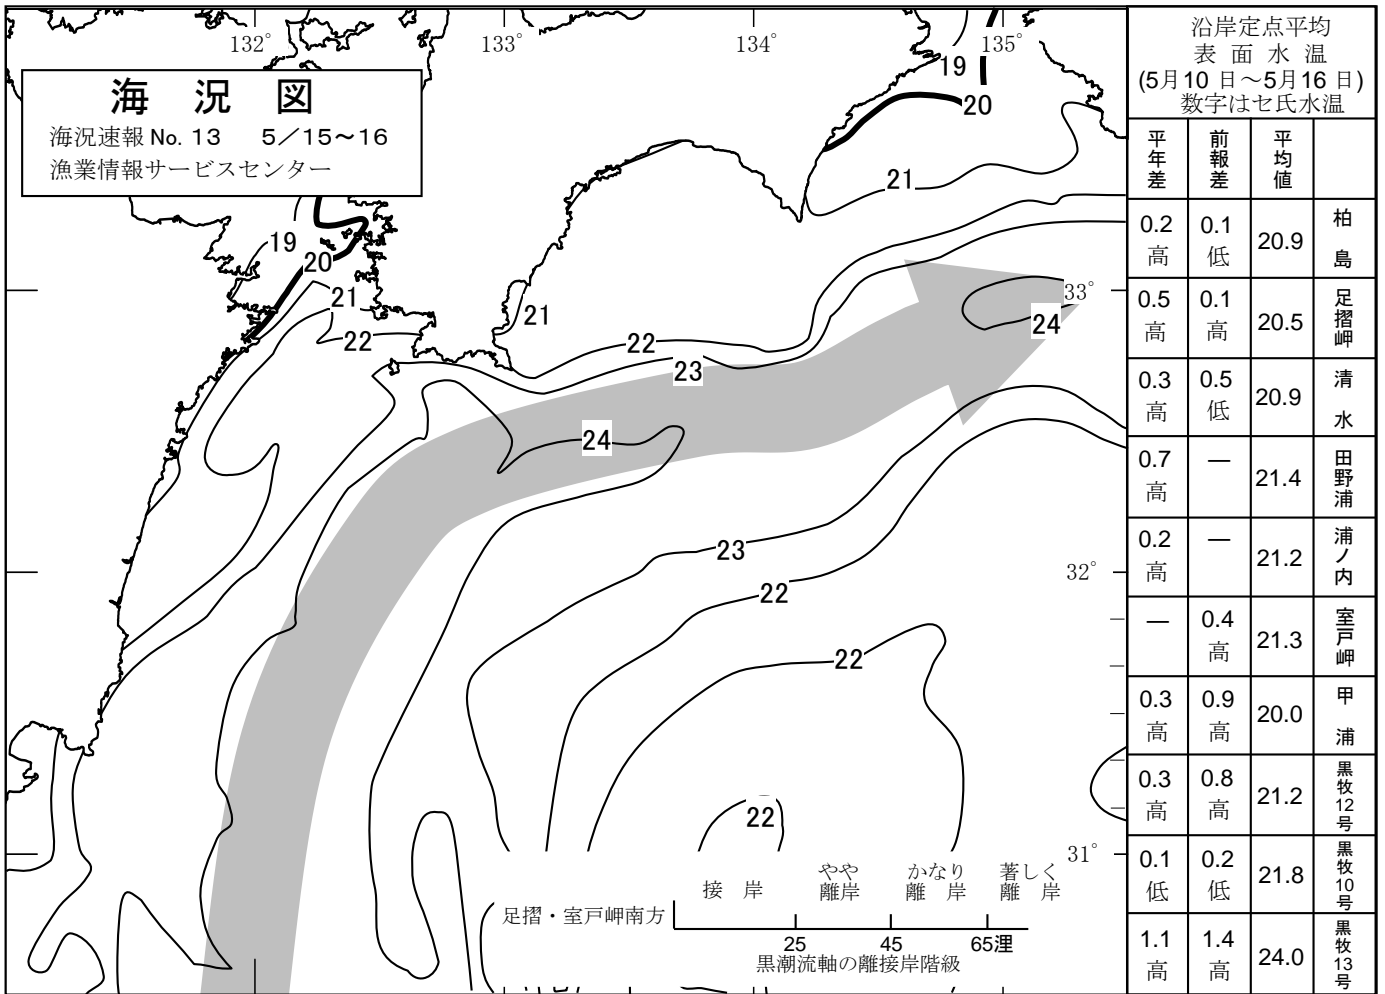 海 況 図
海況速報 No. 13 5／15～16
漁業情報サービスセンター
132°
133°
134°
135°
19
20
21
19
20
21
22
21
22
23
24
33°
24
23
22
32°
22
22
31°
接 岸
やや
離岸
かなり
離 岸
著しく
離 岸
足摺・室戸岬南方
25 45 65浬
黒潮流軸の離接岸階級
沿岸定点平均
表 面 水 温
(5月10 日～5月16 日)
数字はセ氏水温
平年差 前報差 平均値
0.2高 0.1低 20.9 柏島
0.5高 0.1高 20.5 足摺岬
0.3高 0.5低 20.9 清水
0.7高 — 21.4 田野浦
0.2高 — 21.2 浦ノ内
— 0.4高 21.3 室戸岬
0.3高 0.9高 20.0 甲浦
0.3高 0.8高 21.2 黒牧12号
0.1低 0.2低 21.8 黒牧10号
1.1高 1.4高 24.0 黒牧13号